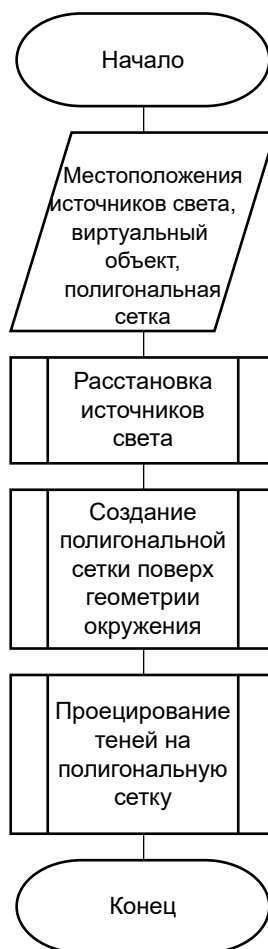 Начало
Местоположения
источников света,
виртуальный
объект,
полигональная
сетка
Расстановка
источников
света
Создание
полигональной
сетки поверх
геометрии
окружения
Проецирование
теней на
полигональную
сетку
Конец